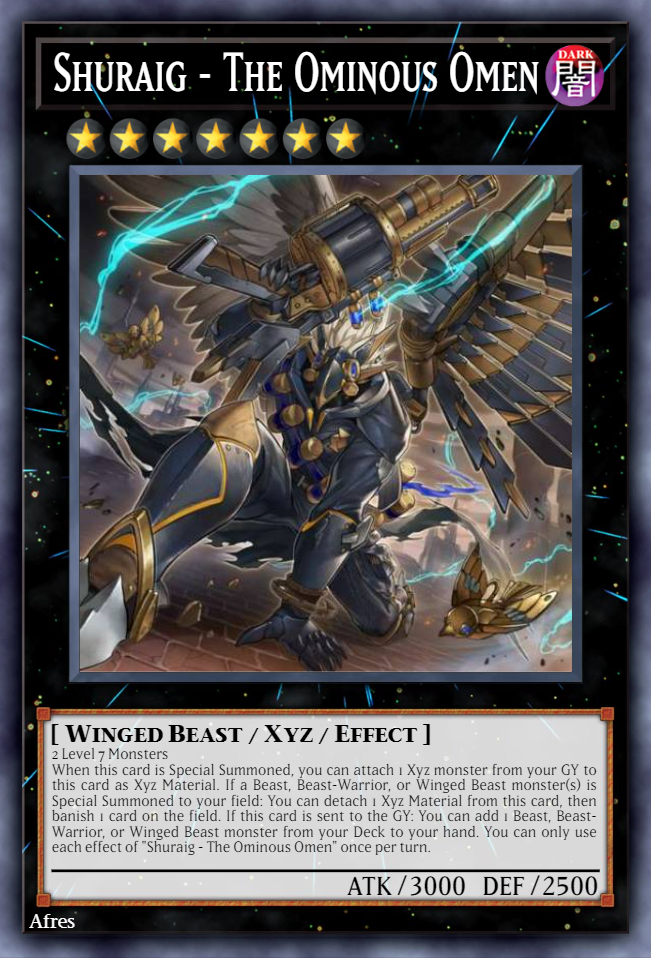 Shuraig - The Ominous Omen
DARK
闇
[ Winged Beast / Xyz / Effect ]
2 Level 7 Monsters
When this card is Special Summoned, you can attach 1 Xyz monster from your GY to
this card as Xyz Material. If a Beast, Beast-Warrior, or Winged Beast monster(s) is
Special Summoned to your field: You can detach 1 Xyz Material from this card, then
banish 1 card on the field. If this card is sent to the GY: You can add 1 Beast, Beast-
Warrior, or Winged Beast monster from your Deck to your hand. You can only use
each effect of "Shuraig - The Ominous Omen" once per turn.
ATK/3000 DEF/2500
Afres